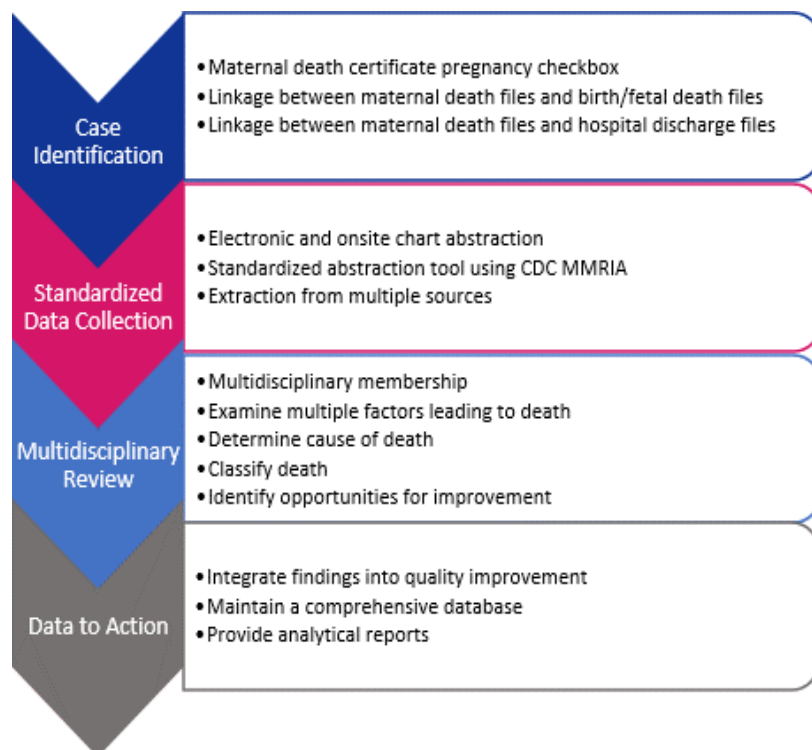 Case
Identification
•Maternal death certificate pregnancy checkbox
•Linkage between maternal death files and birth/fetal death files
•Linkage between maternal death files and hospital discharge files
Standardized
Data Collection
•Electronic and onsite chart abstraction
•Standardized abstraction tool using CDC MMRIA
•Extraction from multiple sources
Multidisciplinary
Review
•Multidisciplinary membership
•Examine multiple factors leading to death
•Determine cause of death
•Classify death
•Identify opportunities for improvement
Data to Action
•Integrate findings into quality improvement
•Maintain a comprehensive database
•Provide analytical reports